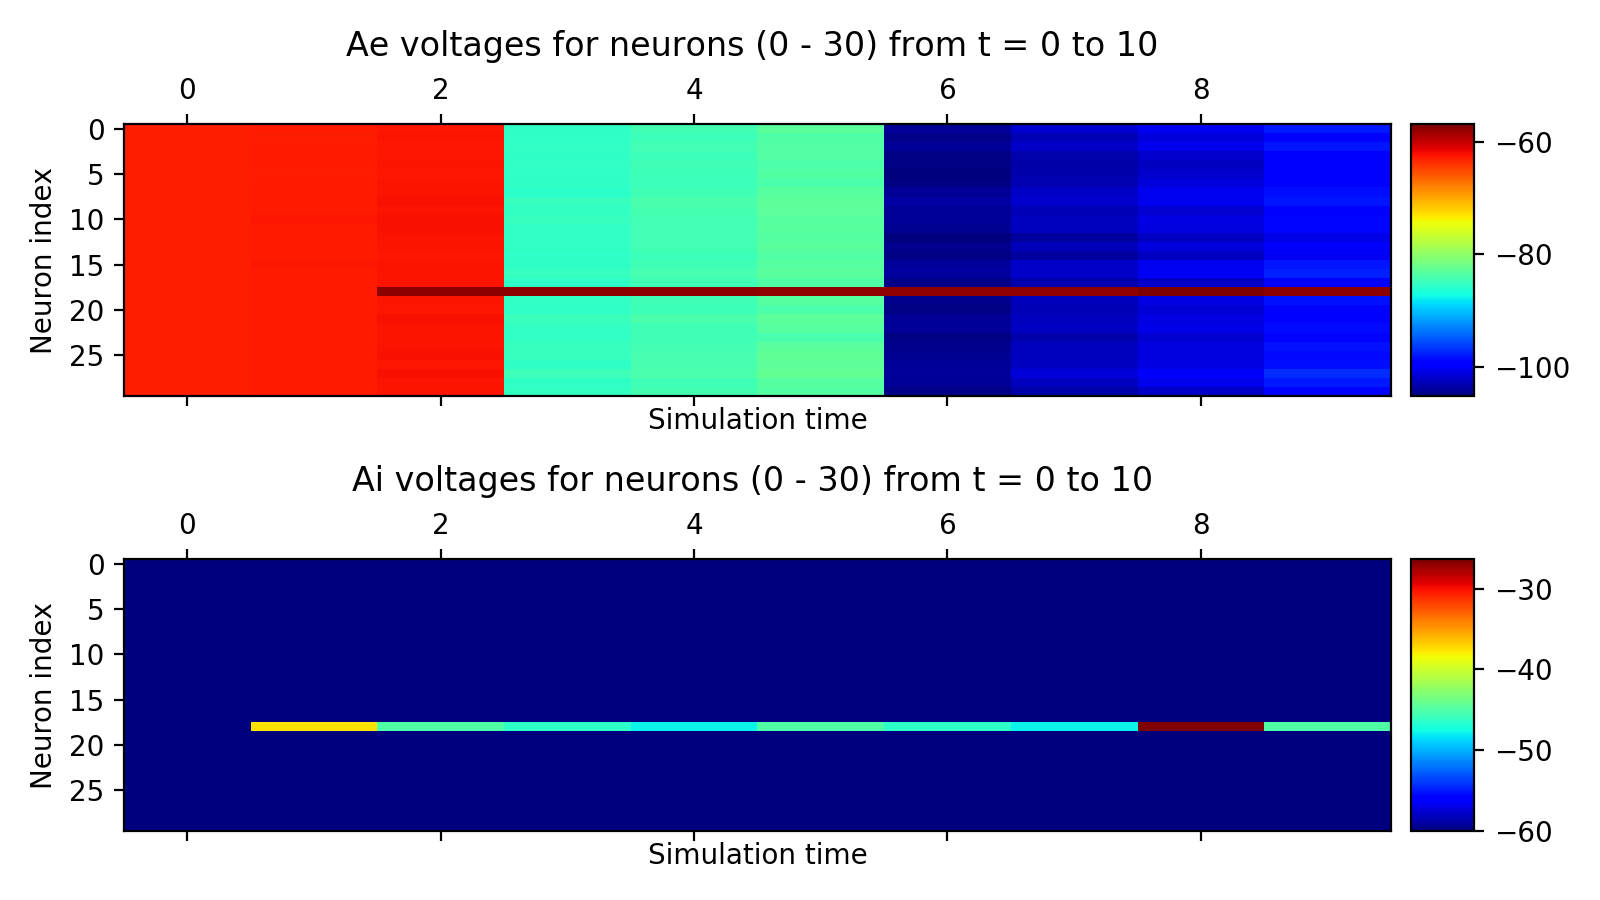 Ae voltages for neurons (0 - 30) from t = 0 to 10
0 2 4 6 8
Neuron index
0
5
10
15
20
25
−60
−80
−100
Simulation time
Ai voltages for neurons (0 - 30) from t = 0 to 10
0 2 4 6 8
Neuron index
0
5
10
15
20
25
−30
−40
−50
−60
Simulation time